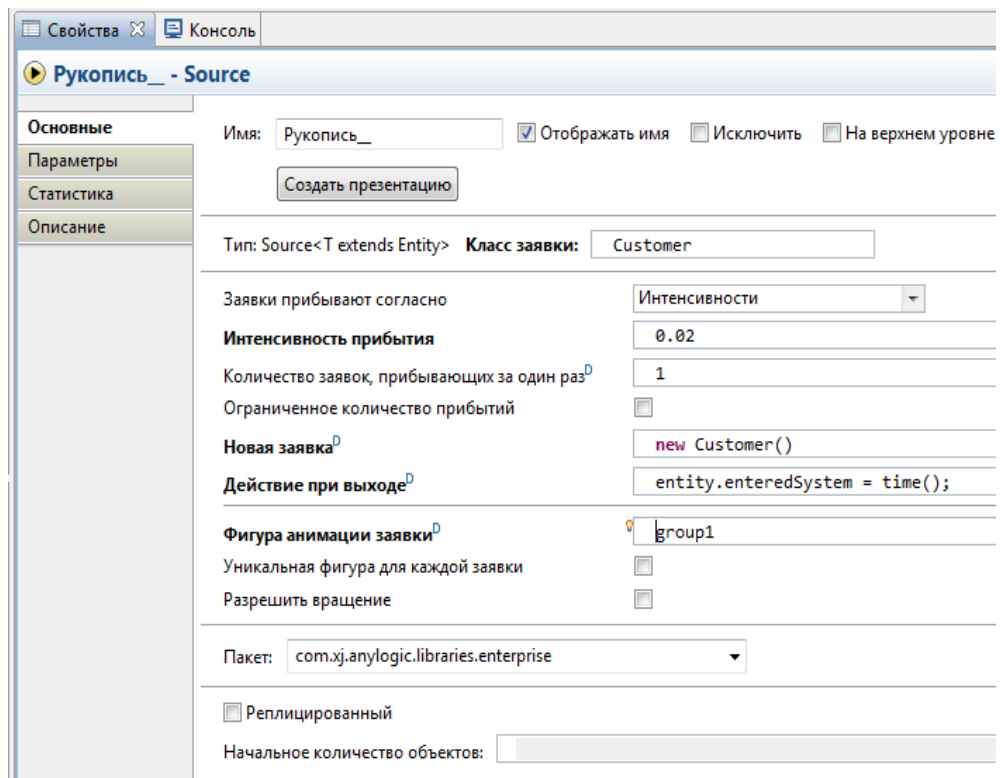 Свойства Консоль
Рукопись__ - Source
Основные
Параметры
Статистика
Описание
Имя: Рукопись__ Отображать имя Исключить На верхнем уровне
Создать презентацию
Тип: Source<T extends Entity> Класс заявки: Customer
Заявки прибывают согласно Интенсивности
Интенсивность прибытия 0.02
Количество заявок, прибывающих за один раз D 1
Ограниченное количество прибытий
Новая заявка D new Customer()
Действие при выходе D entity.enteredSystem = time();
Фигура анимации заявки D group1
Уникальная фигура для каждой заявки
Разрешить вращение
Пакет: com.xj.anylogic.libraries.enterprise
Реплицированный
Начальное количество объектов: